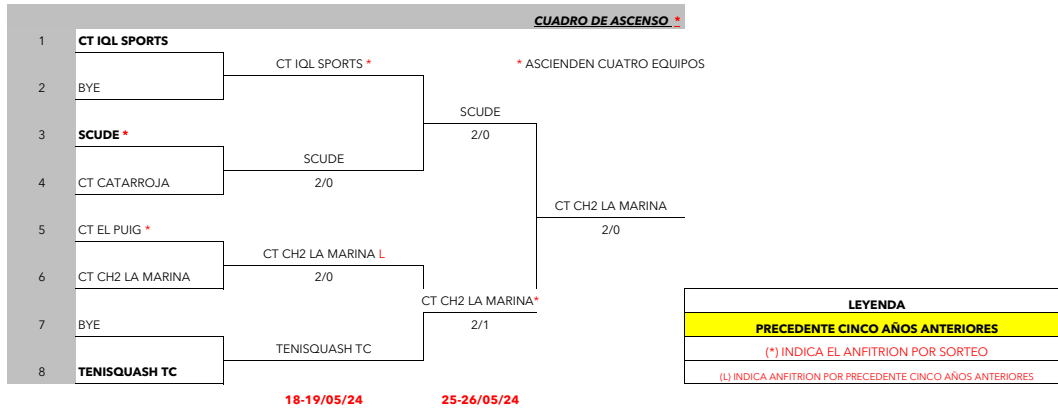 CUADRO DE ASCENSO *
1 CT IQL SPORTS
CT IQL SPORTS *
* ASCIENDEN CUATRO EQUIPOS
2 BYE
SCUDE
3 SCUDE *
2/0
SCUDE
4 CT CATARROJA
2/0
CT CH2 LA MARINA
5 CT EL PUIG *
2/0
CT CH2 LA MARINA L
6 CT CH2 LA MARINA
2/0
CT CH2 LA MARINA*
7 BYE
2/1
TENISQUASH TC
8 TENISQUASH TC
18-19/05/24
25-26/05/24
LEYENDA
PRECEDENTE CINCO AÑOS ANTERIORES
(*) INDICA EL ANFITRION POR SORTEO
(L) INDICA ANFITRION POR PRECEDENTE CINCO AÑOS ANTERIORES